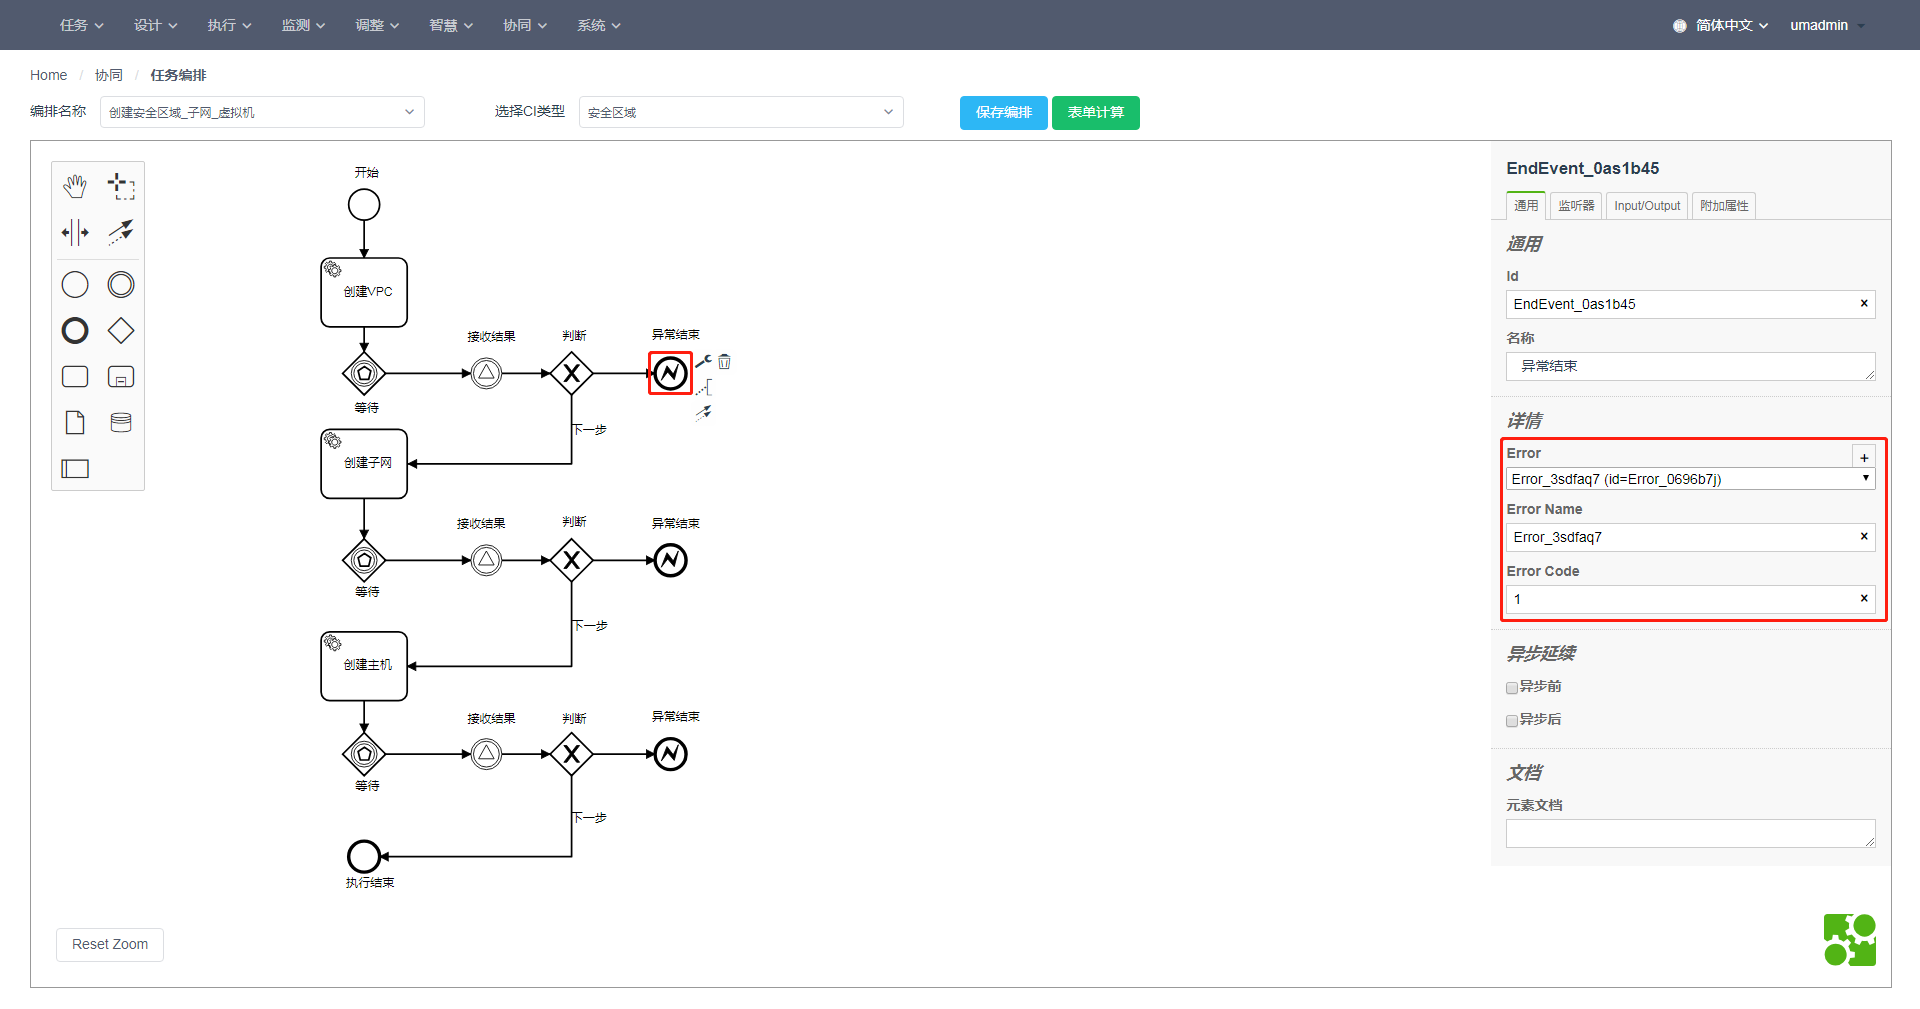 任务 设计 执行 监测 调整 智慧 协同 系统 简体中文 umadmin
Home / 协同 / 任务编排
编排名称 创建安全区域_子网_虚拟机 选择CI类型 安全区域 保存编排 表单计算
开始
创建VPC
接收结果 判断 异常结束
等待
下一步
创建子网
接收结果 判断 异常结束
等待
下一步
创建主机
接收结果 判断 异常结束
等待
下一步
执行结束
Reset Zoom
EndEvent_0as1b45
通用 监听器 Input/Output 附加属性
通用
Id
EndEvent_0as1b45 ×
名称
异常结束
详情
Error +
Error_3sdfaq7 (id=Error_0696b7j)
Error Name
Error_3sdfaq7 ×
Error Code
1 ×
异步延续
异步前
异步后
文档
元素文档